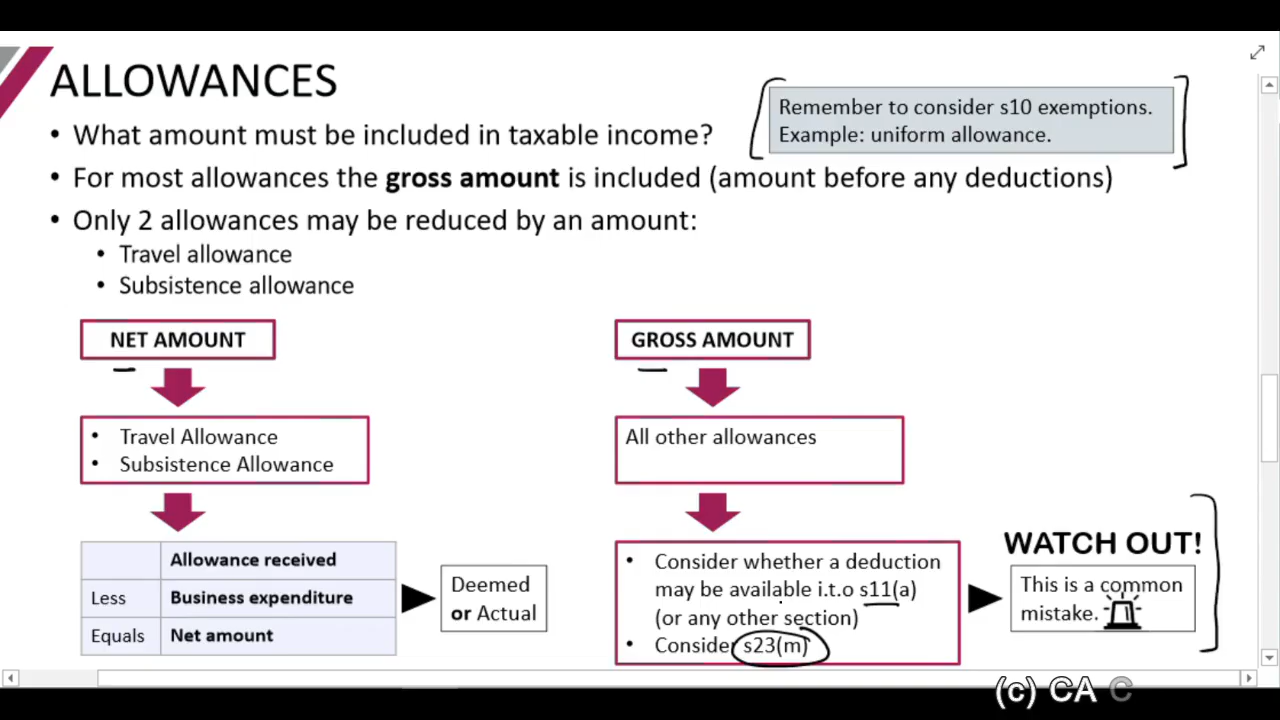 ALLOWANCES
Remember to consider s10 exemptions.
Example: uniform allowance.
• What amount must be included in taxable income?
• For most allowances the gross amount is included (amount before any deductions)
• Only 2 allowances may be reduced by an amount:
• Travel allowance
• Subsistence allowance
NET AMOUNT
• Travel Allowance
• Subsistence Allowance
Allowance received
Less Business expenditure
Equals Net amount
Deemed
or Actual
GROSS AMOUNT
All other allowances
• Consider whether a deduction
may be available i.t.o s11(a)
(or any other section)
• Consider s23(m)
WATCH OUT!
This is a common
mistake.
(c) CA C